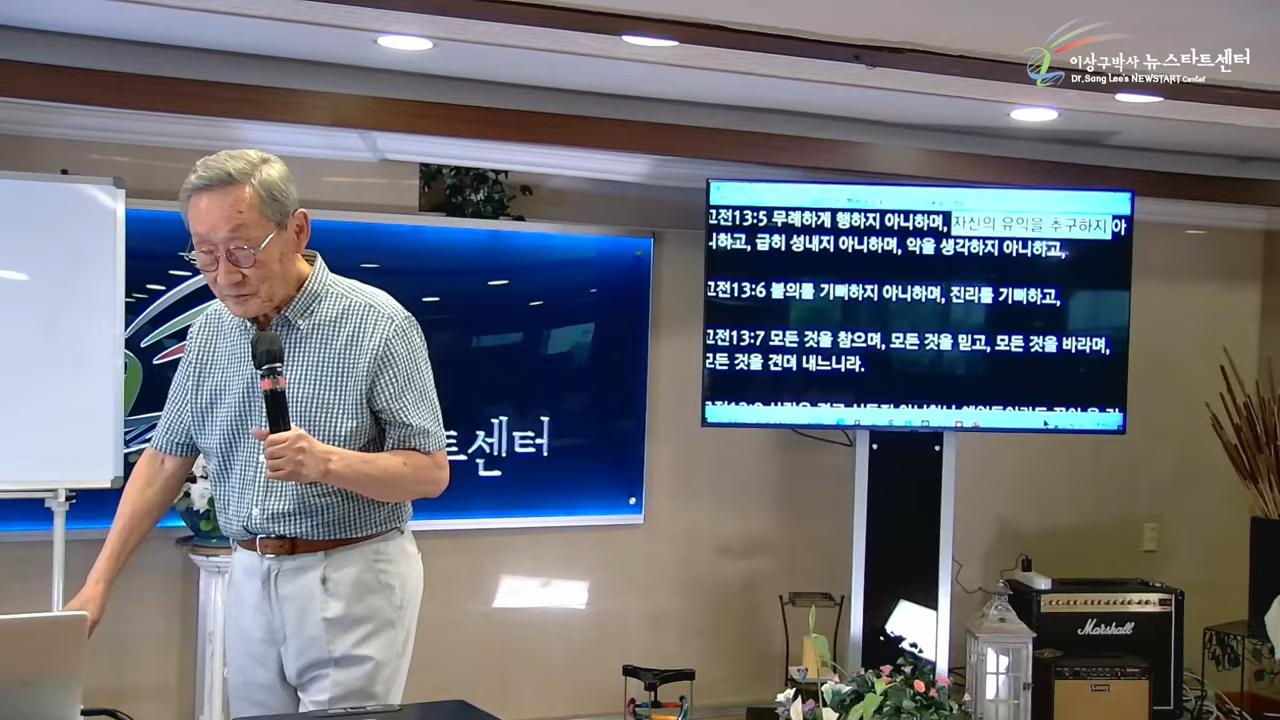 이상구박사 뉴스타트센터
Dr. Sang Lee's NEWSTART Center
고전13:5 무례하게 행하지 아니하며, 자신의 유익을 추구하지 아
니하고, 급히 성내지 아니하며, 악을 생각하지 아니하고,
고전13:6 불의를 기뻐하지 아니하며, 진리를 기뻐하고,
고전13:7 모든 것을 참으며, 모든 것을 믿고, 모든 것을 바라며,
모든 것을 견뎌 내느니라.
트센터
Marshall